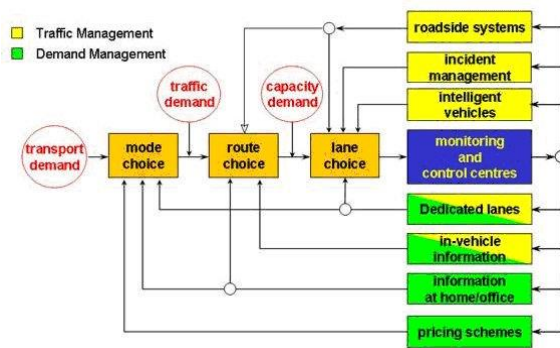 Traffic Management
Demand Management
roadside systems
incident
management
intelligent
vehicles
traffic
demand
capacity
demand
transport
demand
mode
choice
route
choice
lane
choice
monitoring
and
control centres
Dedicated lanes
in-vehicle
information
information
at home/office
pricing schemes